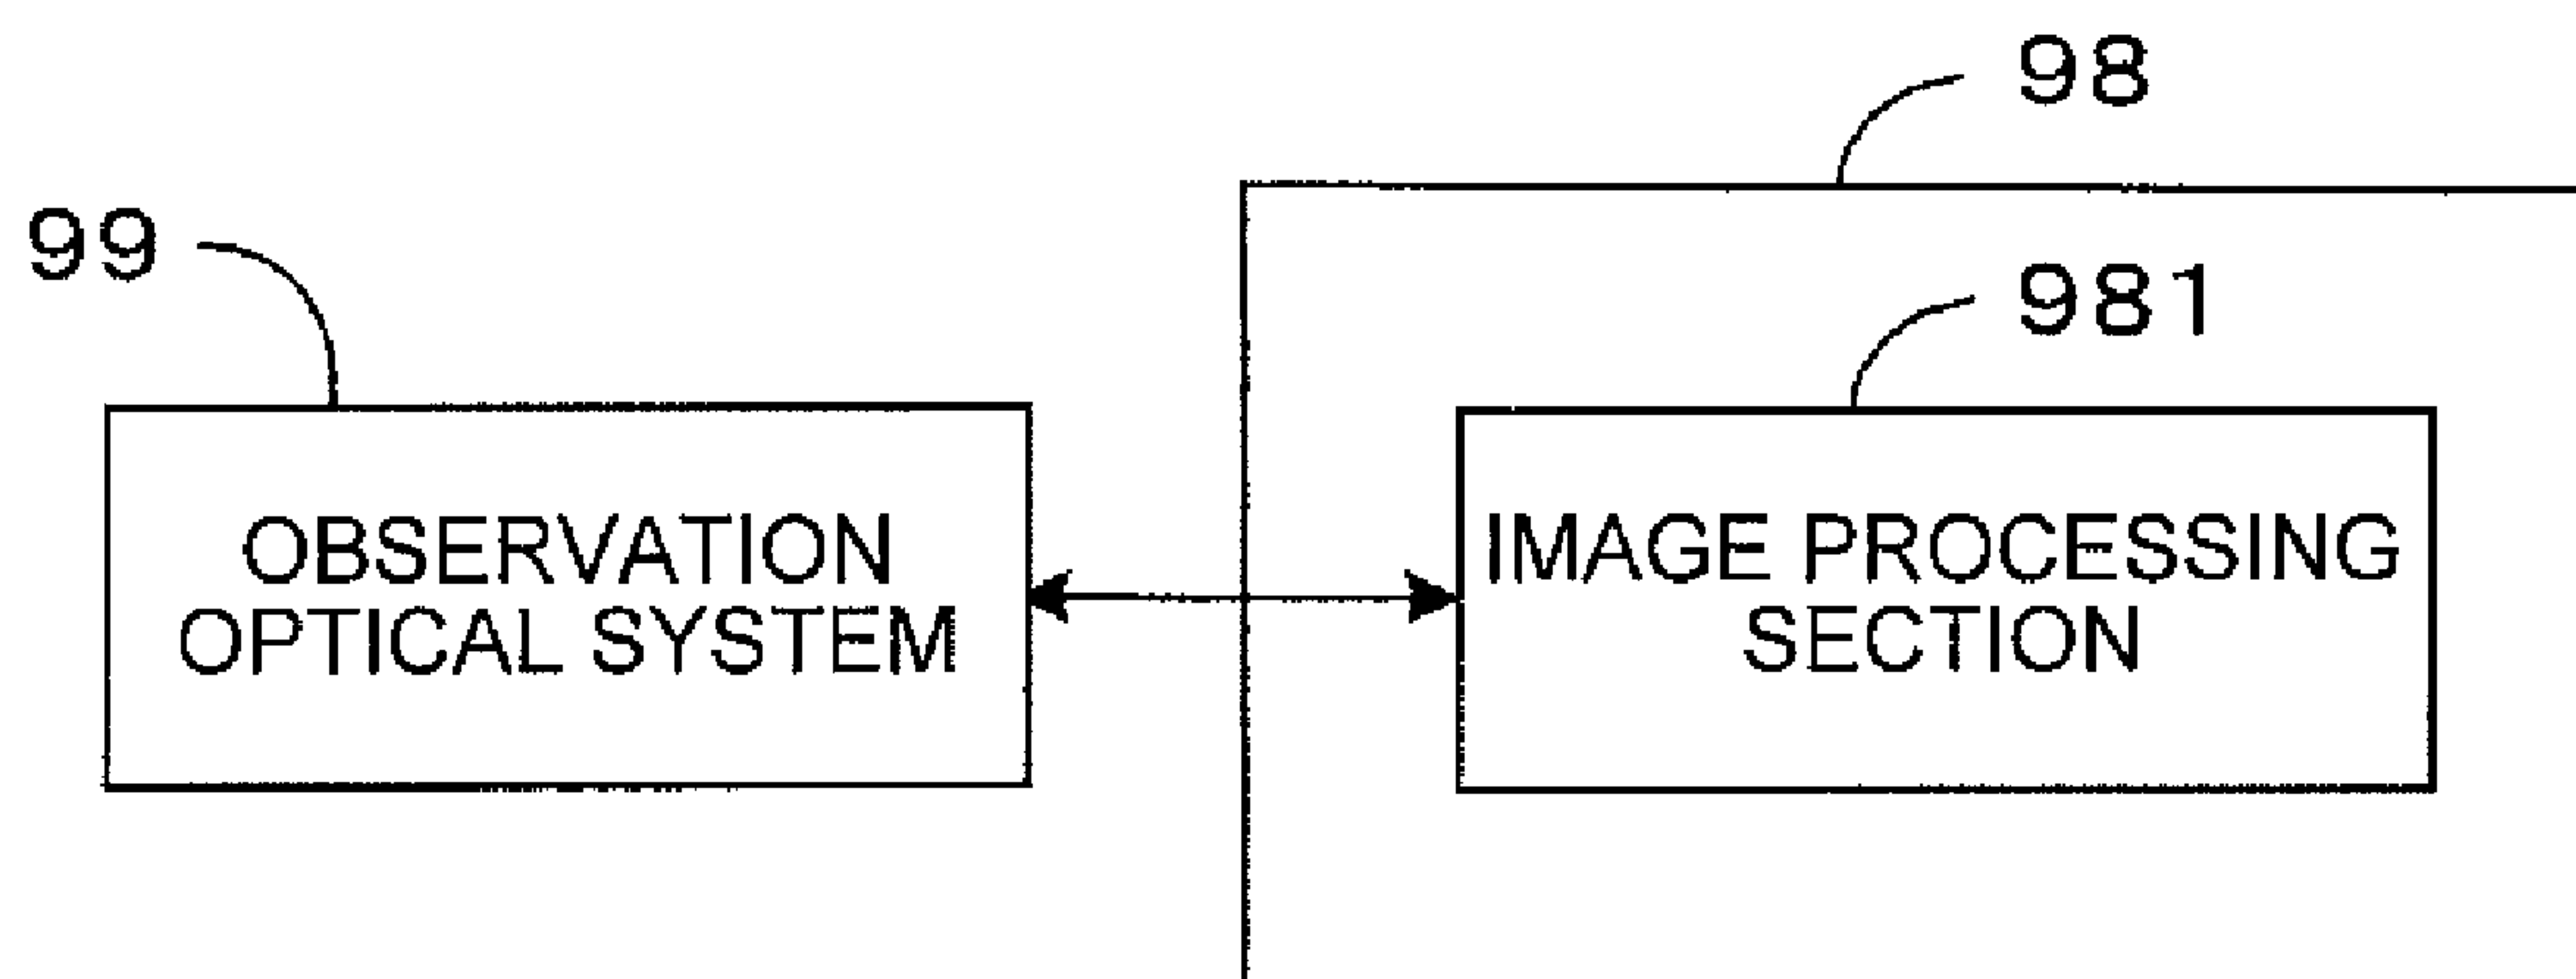 98
99
981
OBSERVATION
OPTICAL SYSTEM
IMAGE PROCESSING
SECTION